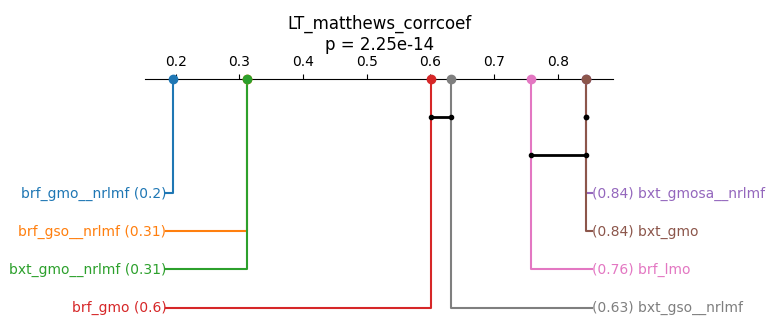 LT_matthews_corrcoef
p = 2.25e-14
0.2 0.3 0.4 0.5 0.6 0.7 0.8
brf_gmo__nrlmf (0.2) (0.84) bxt_gmosa__nrlmf
brf_gso__nrlmf (0.31) (0.84) bxt_gmo
bxt_gmo__nrlmf (0.31) (0.76) brf_lmo
brf_gmo (0.6) (0.63) bxt_gso__nrlmf